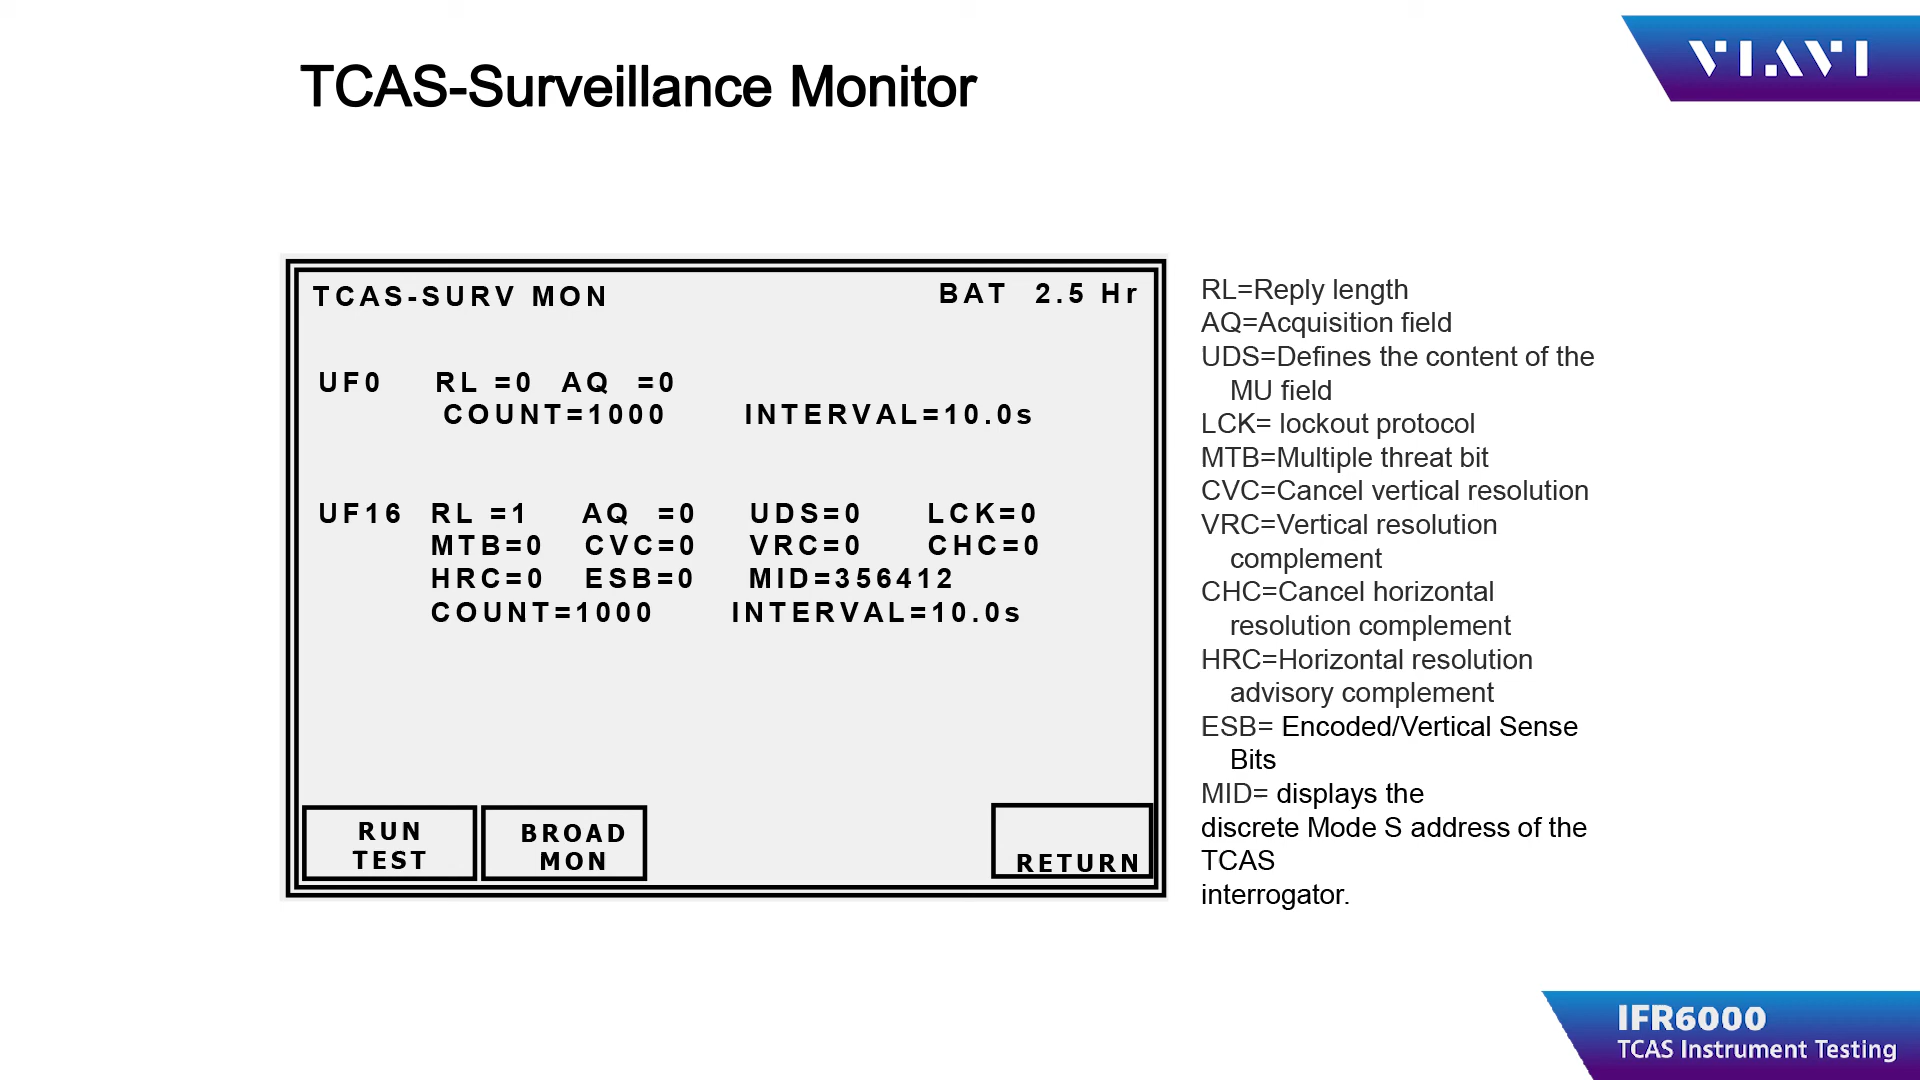 TCAS-Surveillance Monitor
VIAVI
TCAS-SURV MON BAT 2.5 Hr
UF0 RL =0 AQ =0
COUNT=1000 INTERVAL=10.0s
UF16 RL =1 AQ =0 UDS=0 LCK=0
MTB=0 CVC=0 VRC=0 CHC=0
HRC=0 ESB=0 MID=356412
COUNT=1000 INTERVAL=10.0s
RUN
TEST
BROAD
MON
RETURN
RL=Reply length
AQ=Acquisition field
UDS=Defines the content of the
MU field
LCK= lockout protocol
MTB=Multiple threat bit
CVC=Cancel vertical resolution
VRC=Vertical resolution
complement
CHC=Cancel horizontal
resolution complement
HRC=Horizontal resolution
advisory complement
ESB= Encoded/Vertical Sense
Bits
MID= displays the
discrete Mode S address of the
TCAS
interrogator.
IFR6000
TCAS Instrument Testing